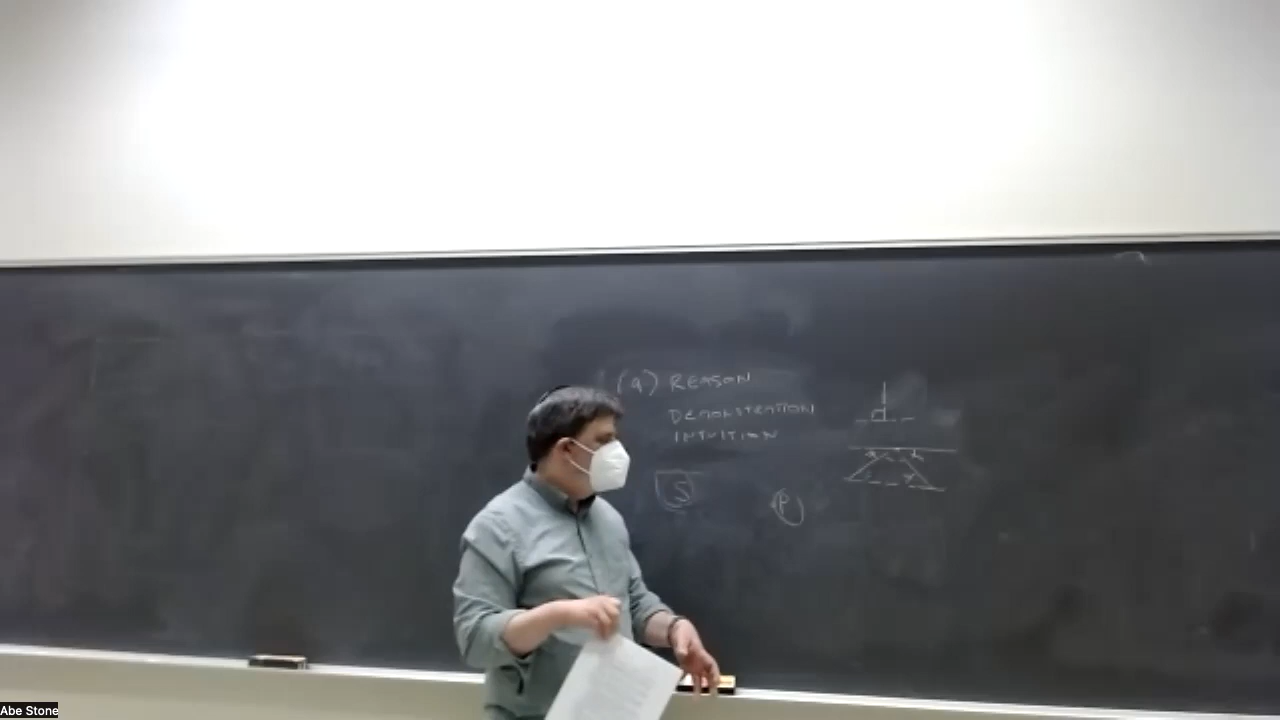 (a) REASON
DEMONSTRATION
INTUITION
S
P
Abe Stone